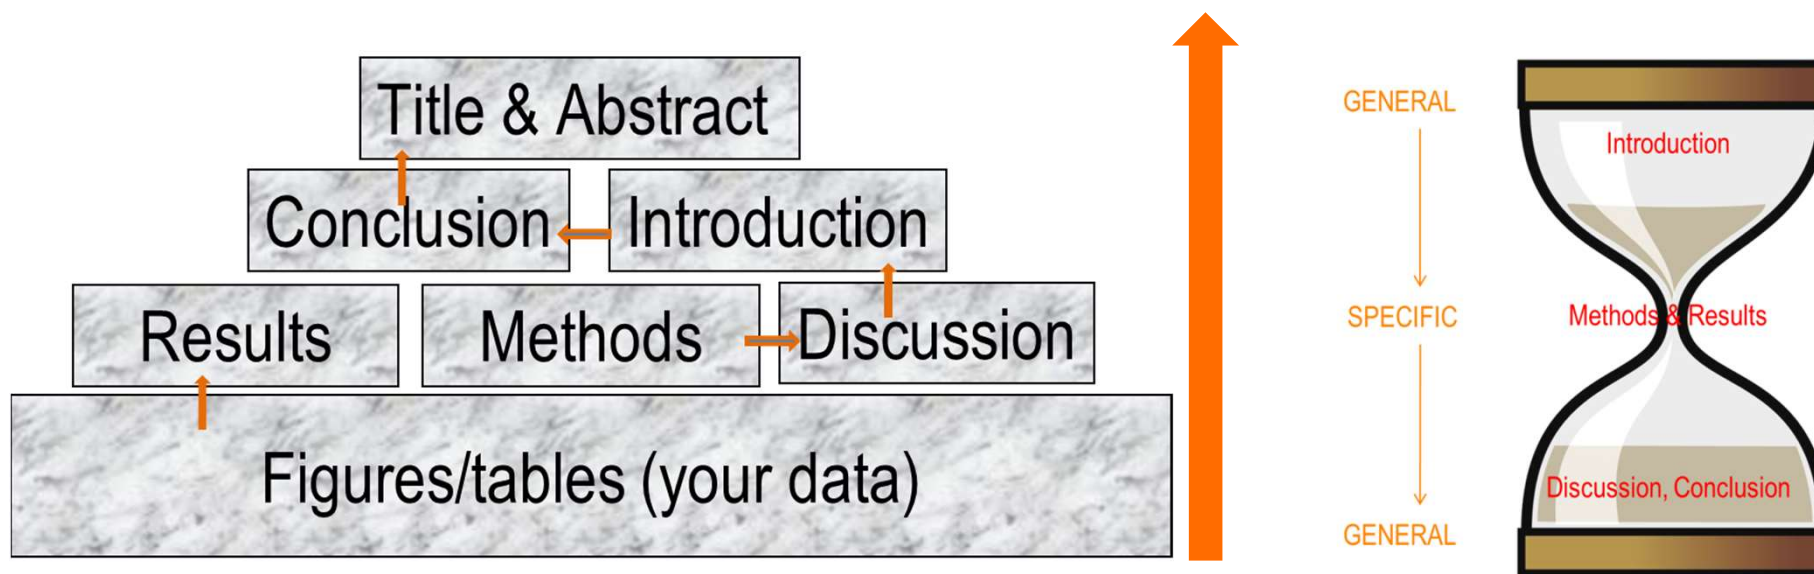 Title & Abstract
Conclusion
Introduction
Results
Methods
Discussion
Figures/tables (your data)
GENERAL
SPECIFIC
GENERAL
Introduction
Methods & Results
Discussion, Conclusion